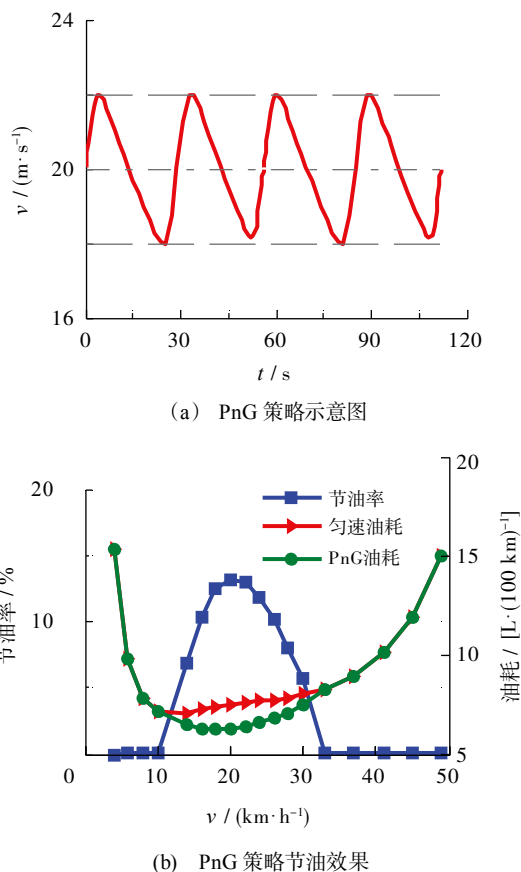 24
20
16
v / (m·s⁻¹)
0 30 60 90 120
t / s
(a) PnG 策略示意图
20
10
0
节油率 / %
节油率
匀速油耗
PnG油耗
20
15
10
5
油耗 / [L·(100 km)⁻¹]
0 10 20 30 40 50
v / (km·h⁻¹)
(b) PnG 策略节油效果